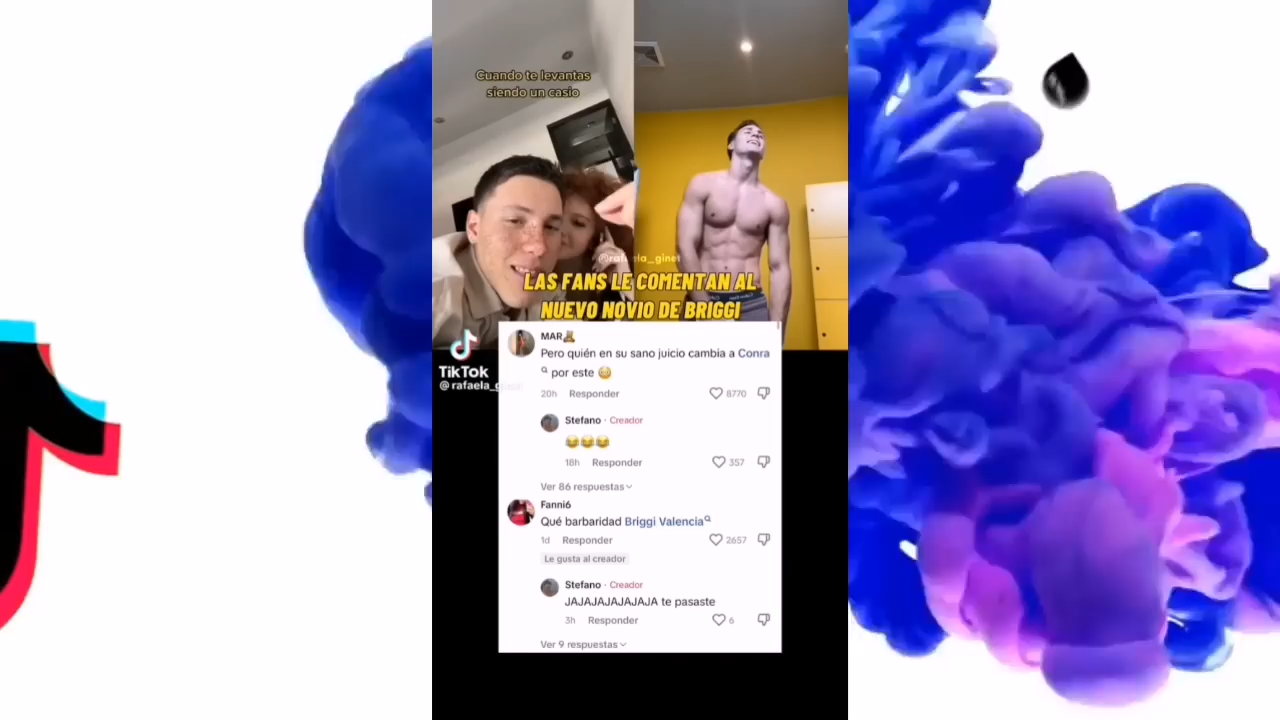 Cuando te levantas
siendo un casio
@rafaela_ginet
LAS FANS LE COMENTAN AL
NUEVO NOVIO DE BRIGGI
TikTok
@rafaela_
MAR🧸
Pero quién en su sano juicio cambia a Conra
por este 😳
20h Responder 8770
Stefano · Creador
😂😂😂
18h Responder 357
Ver 86 respuestas
Fanni6
Qué barbaridad Briggi Valencia
1d Responder 2657
Le gusta al creador
Stefano · Creador
JAJAJAJAJAJAJA te pasaste
3h Responder 6
Ver 9 respuestas